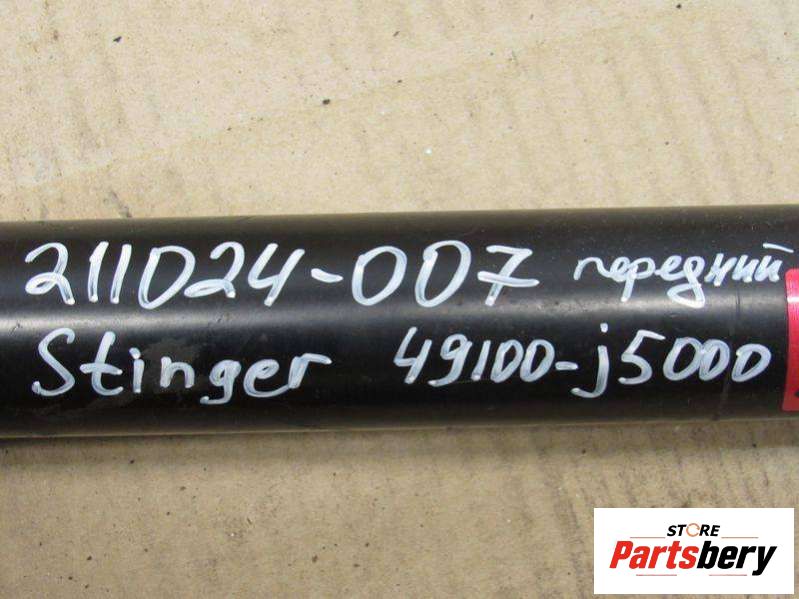 211024-007 передний
Stinger 49100-j5000
STORE
Partsbery